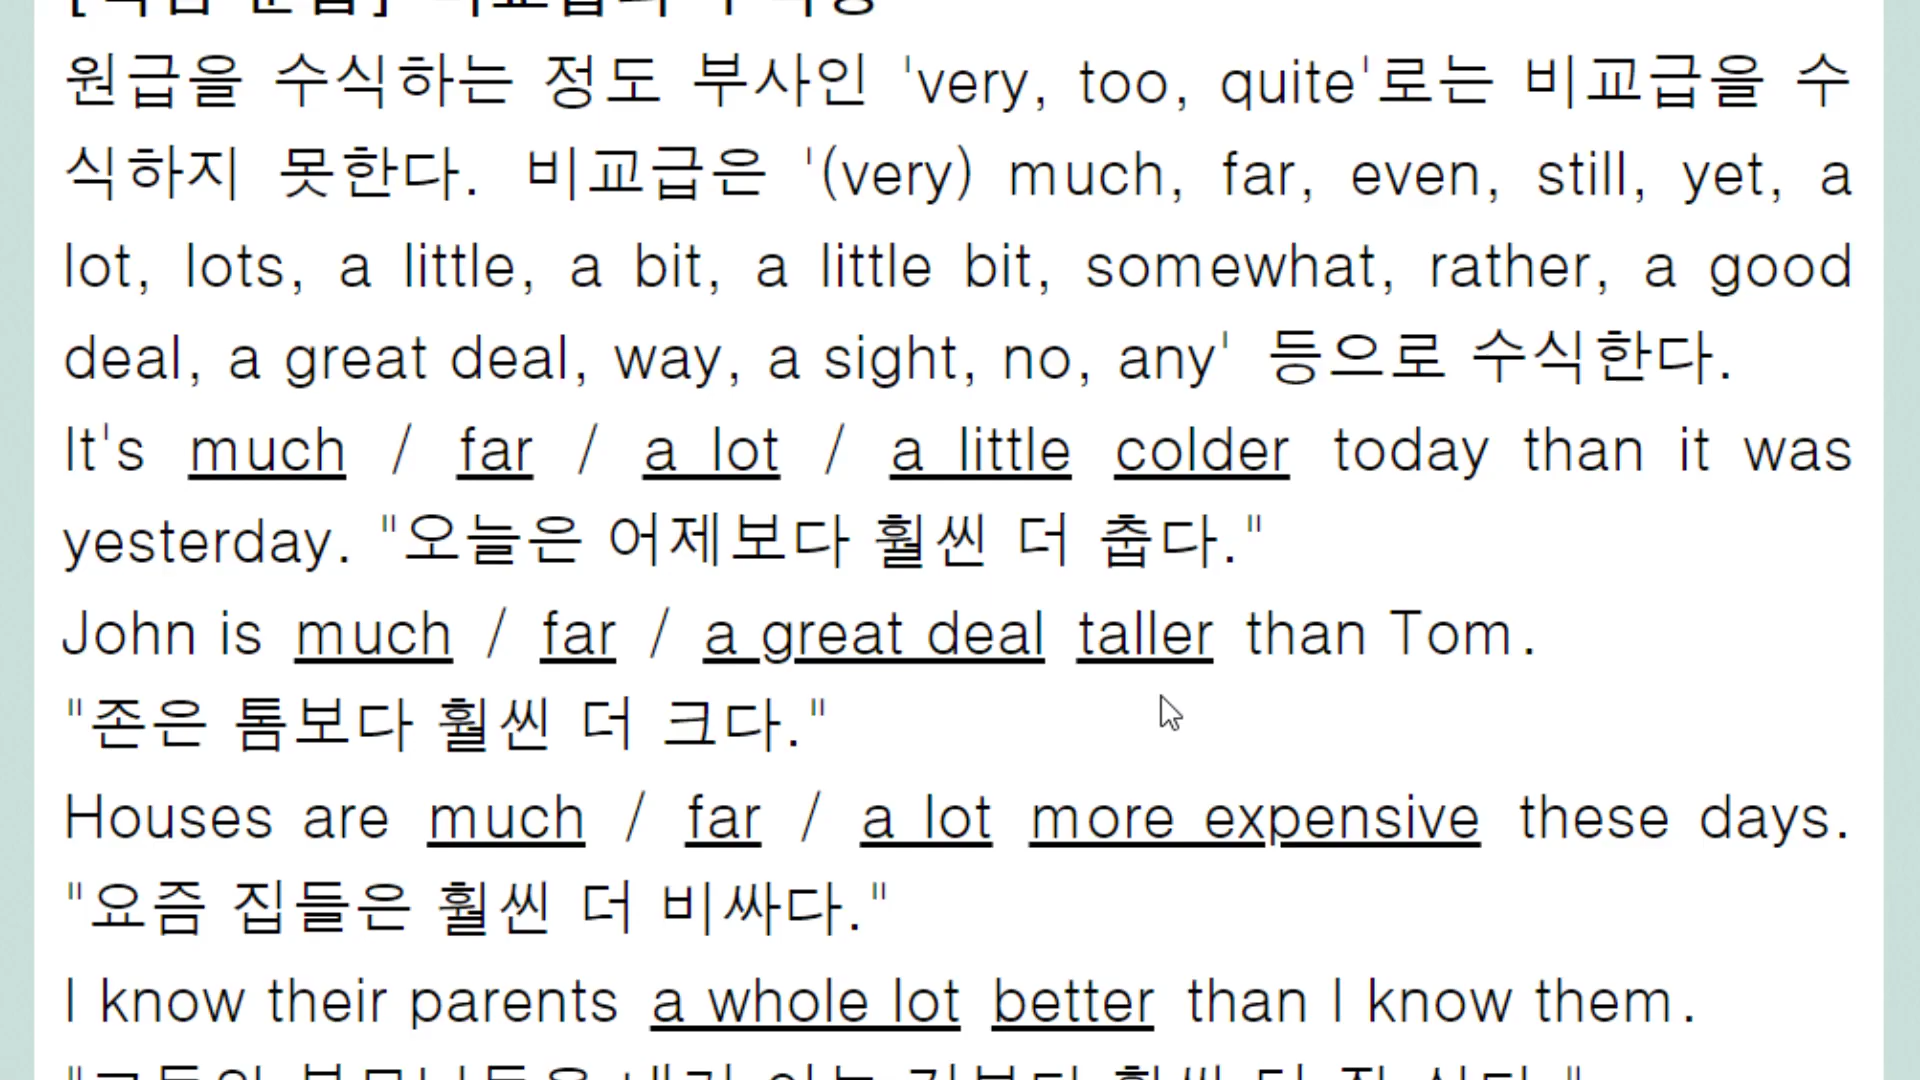 원급을 수식하는 정도 부사인 'very, too, quite'로는 비교급을 수
식하지 못한다. 비교급은 '(very) much, far, even, still, yet, a
lot, lots, a little, a bit, a little bit, somewhat, rather, a good
deal, a great deal, way, a sight, no, any' 등으로 수식한다.
It's much / far / a lot / a little colder today than it was
yesterday. "오늘은 어제보다 훨씬 더 춥다."
John is much / far / a great deal taller than Tom.
"존은 톰보다 훨씬 더 크다."
Houses are much / far / a lot more expensive these days.
"요즘 집들은 훨씬 더 비싸다."
I know their parents a whole lot better than I know them.